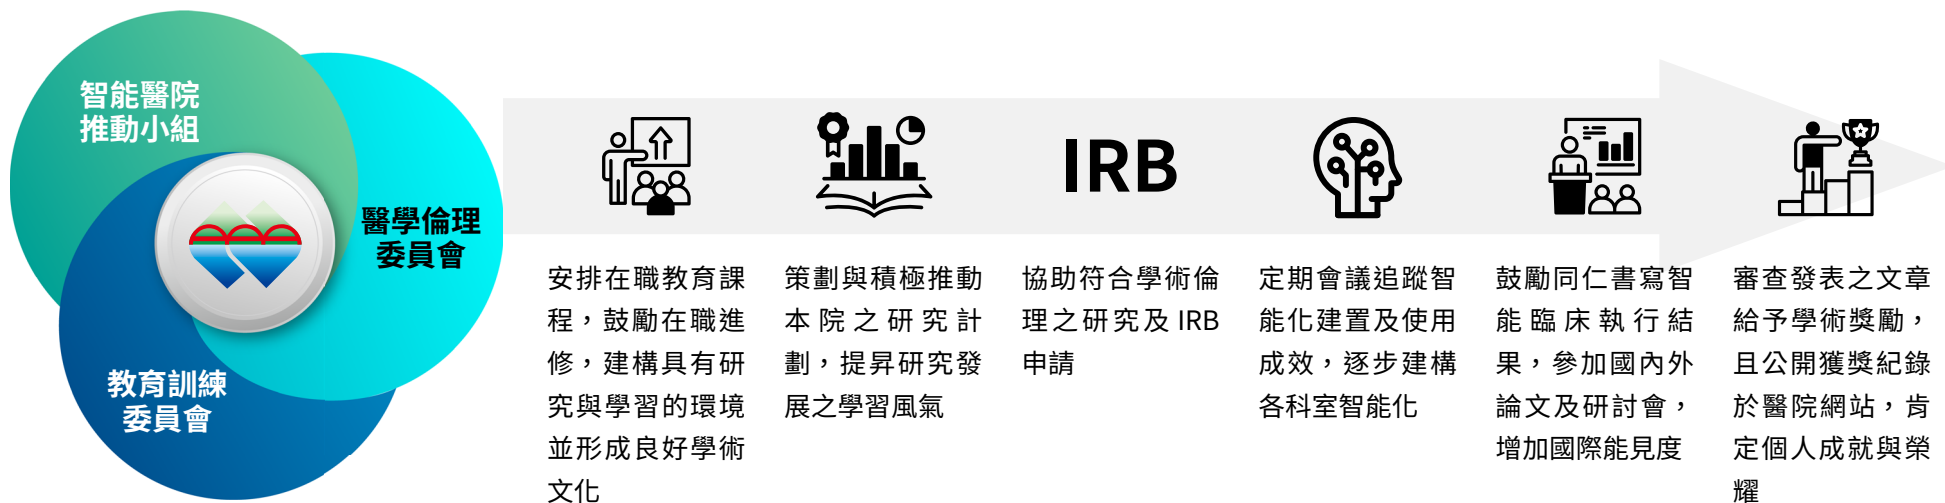 智能醫院
推動小組
醫學倫理
委員會
教育訓練
委員會
安排在職教育課
程，鼓勵在職進
修，建構具有研
究與學習的環境
並形成良好學術
文化
策劃與積極推動
本院之研究計
劃，提昇研究發
展之學習風氣
IRB
協助符合學術倫
理之研究及 IRB
申請
定期會議追蹤智
能化建置及使用
成效，逐步建構
各科室智能化
鼓勵同仁書寫智
能臨床執行結
果，參加國內外
論文及研討會，
增加國際能見度
審查發表之文章
給予學術獎勵，
且公開獲獎紀錄
於醫院網站，肯
定個人成就與榮
耀